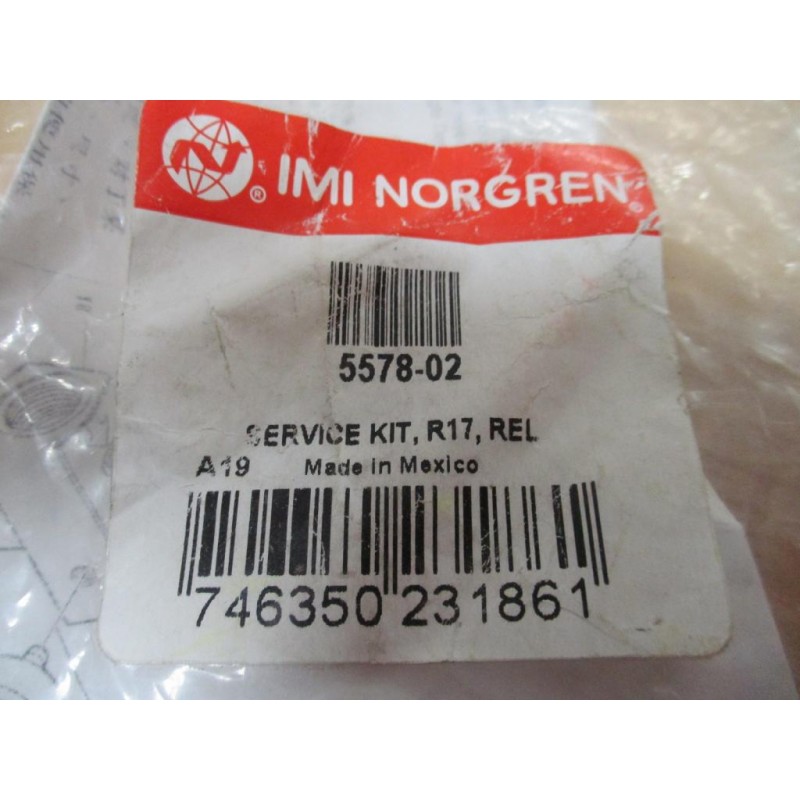 IMI NORGREN®
5578-02
SERVICE KIT, R17, REL
A19 Made in Mexico
746350 231861